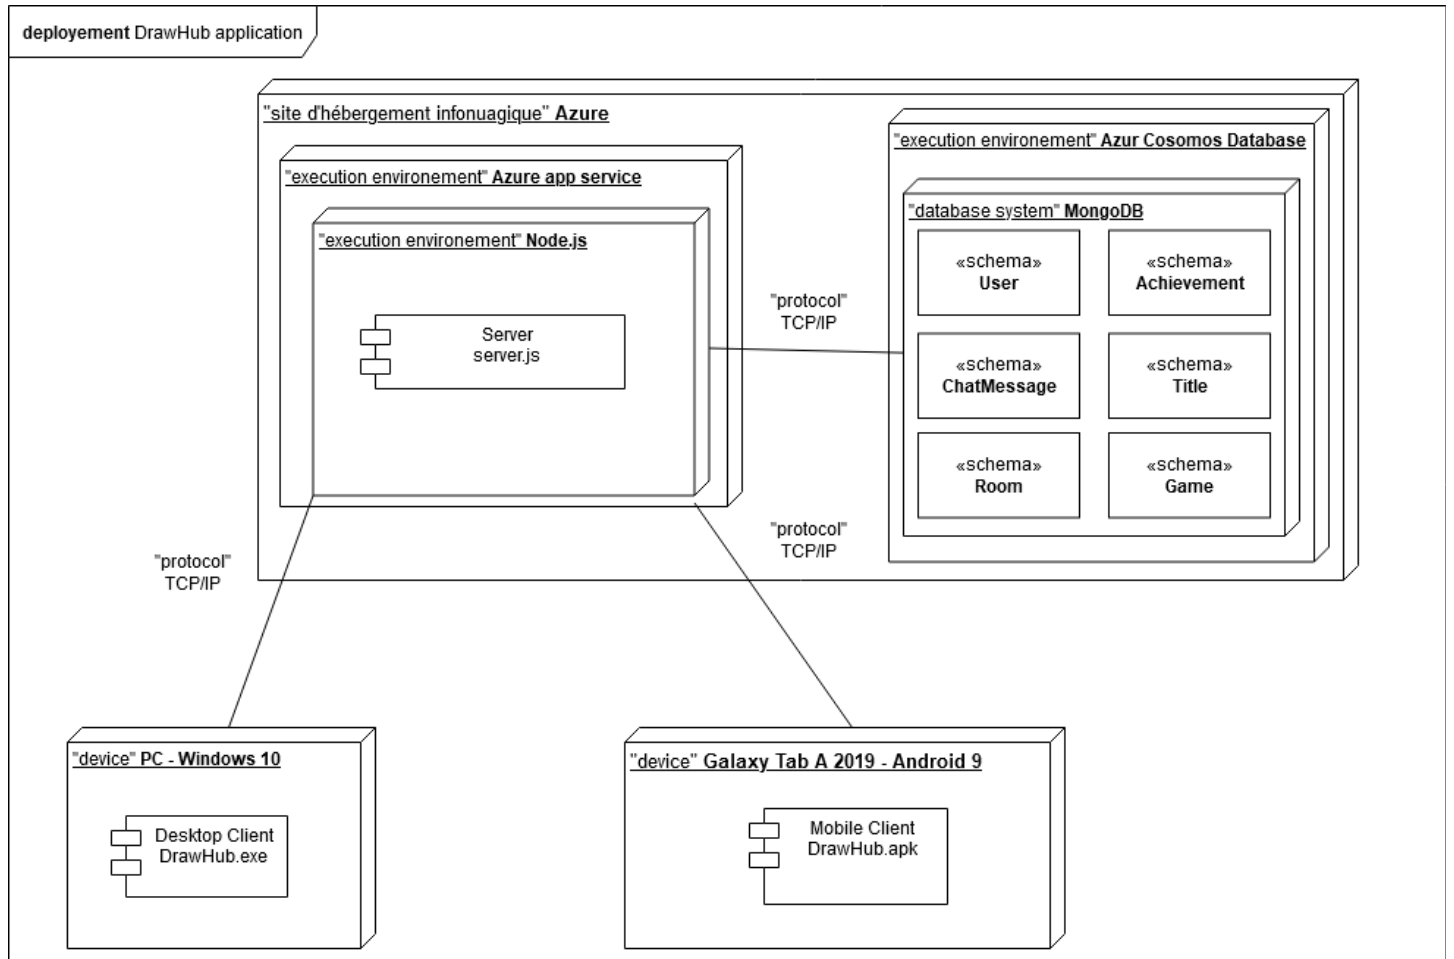 deployement DrawHub application
"site d'hébergement infonuagique" Azure
"execution environement" Azure app service
"execution environement" Node.js
Server
server.js
"protocol"
TCP/IP
"execution environement" Azur Cosomos Database
"database system" MongoDB
«schema»
User
«schema»
Achievement
«schema»
ChatMessage
«schema»
Title
«schema»
Room
«schema»
Game
"protocol"
TCP/IP
"protocol"
TCP/IP
"device" PC - Windows 10
Desktop Client
DrawHub.exe
"device" Galaxy Tab A 2019 - Android 9
Mobile Client
DrawHub.apk